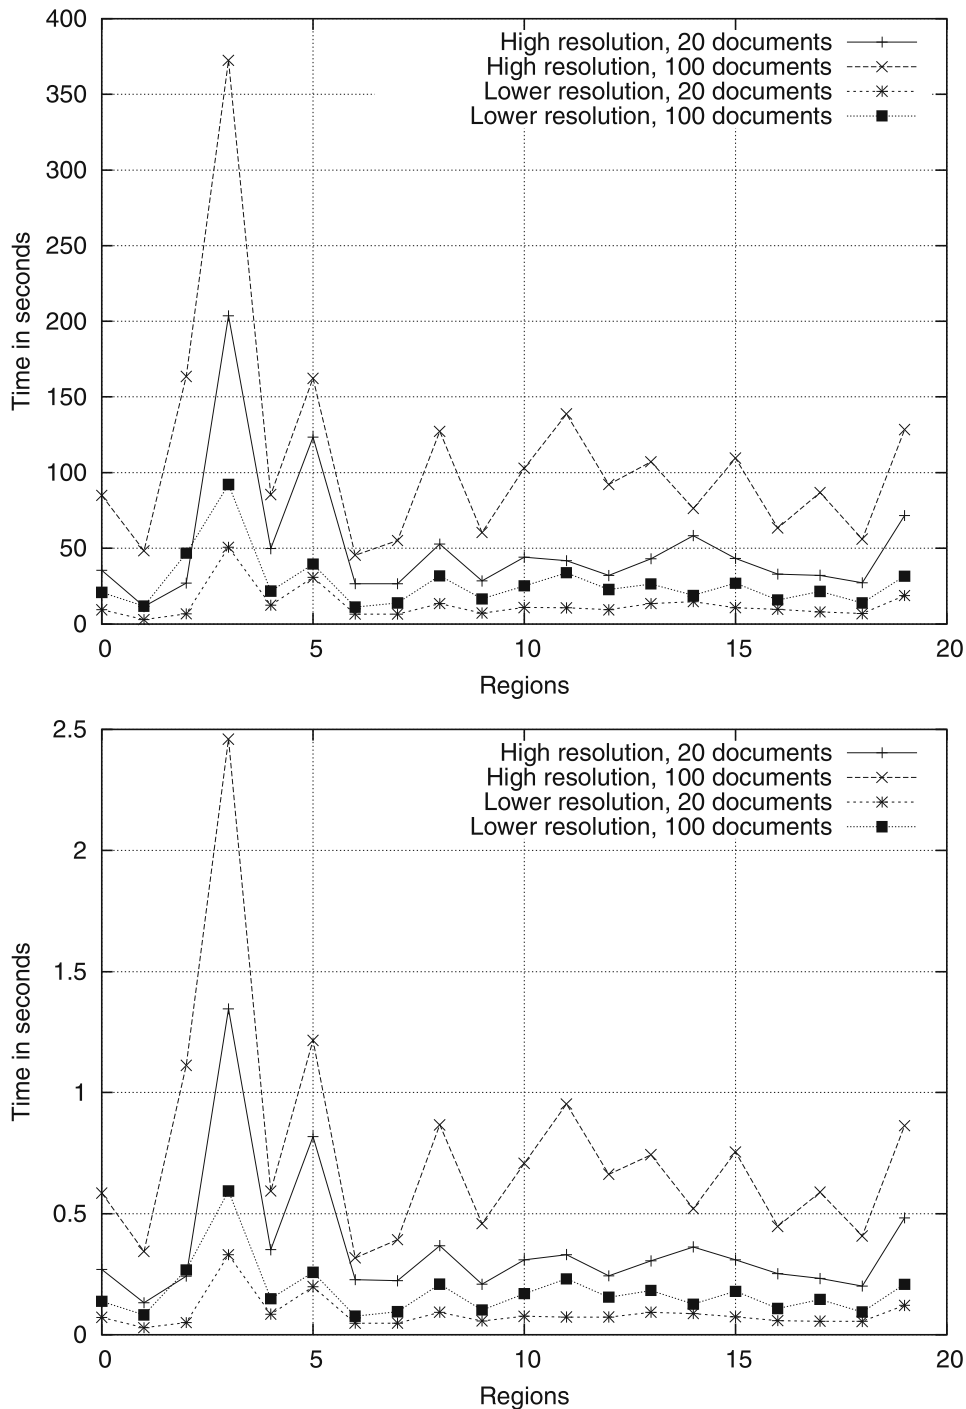 400
350
300
250
200
150
100
50
0
Time in seconds
High resolution, 20 documents
High resolution, 100 documents
Lower resolution, 20 documents
Lower resolution, 100 documents
0 5 10 15 20
Regions
2.5
2
1.5
1
0.5
0
Time in seconds
High resolution, 20 documents
High resolution, 100 documents
Lower resolution, 20 documents
Lower resolution, 100 documents
0 5 10 15 20
Regions